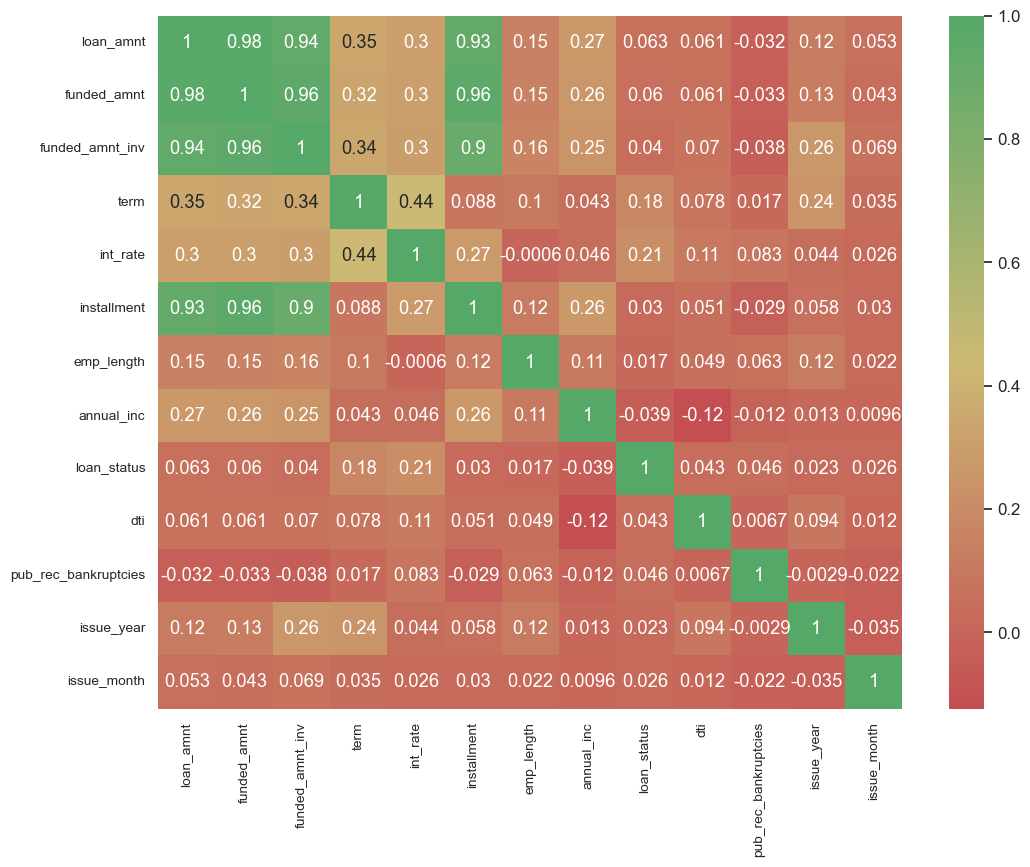 loan_amnt 1 0.98 0.94 0.35 0.3 0.93 0.15 0.27 0.063 0.061 -0.032 0.12 0.053
funded_amnt 0.98 1 0.96 0.32 0.3 0.96 0.15 0.26 0.06 0.061 -0.033 0.13 0.043
funded_amnt_inv 0.94 0.96 1 0.34 0.3 0.9 0.16 0.25 0.04 0.07 -0.038 0.26 0.069
term 0.35 0.32 0.34 1 0.44 0.088 0.1 0.043 0.18 0.078 0.017 0.24 0.035
int_rate 0.3 0.3 0.3 0.44 1 0.27 -0.0006 0.046 0.21 0.11 0.083 0.044 0.026
installment 0.93 0.96 0.9 0.088 0.27 1 0.12 0.26 0.03 0.051 -0.029 0.058 0.03
emp_length 0.15 0.15 0.16 0.1 -0.0006 0.12 1 0.11 0.017 0.049 0.063 0.12 0.022
annual_inc 0.27 0.26 0.25 0.043 0.046 0.26 0.11 1 -0.039 -0.12 -0.012 0.013 0.0096
loan_status 0.063 0.06 0.04 0.18 0.21 0.03 0.017 -0.039 1 0.043 0.046 0.023 0.026
dti 0.061 0.061 0.07 0.078 0.11 0.051 0.049 -0.12 0.043 1 0.0067 0.094 0.012
pub_rec_bankruptcies -0.032 -0.033 -0.038 0.017 0.083 -0.029 0.063 -0.012 0.046 0.0067 1 -0.0029 -0.022
issue_year 0.12 0.13 0.26 0.24 0.044 0.058 0.12 0.013 0.023 0.094 -0.0029 1 -0.035
issue_month 0.053 0.043 0.069 0.035 0.026 0.03 0.022 0.0096 0.026 0.012 -0.022 -0.035 1
loan_amnt
funded_amnt
funded_amnt_inv
term
int_rate
installment
emp_length
annual_inc
loan_status
dti
pub_rec_bankruptcies
issue_year
issue_month
1.0
0.8
0.6
0.4
0.2
0.0